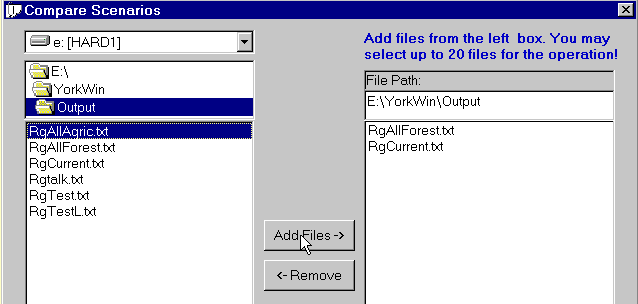 Compare Scenarios
e: [HARD1]
E:\
YorkWin
Output
RgAllAgric.txt
RgAllForest.txt
RgCurrent.txt
Rgtalk.txt
RgTest.txt
RgTestL.txt
Add Files ->
<- Remove
Add files from the left box. You may
select up to 20 files for the operation!
File Path:
E:\YorkWin\Output
RgAllForest.txt
RgCurrent.txt